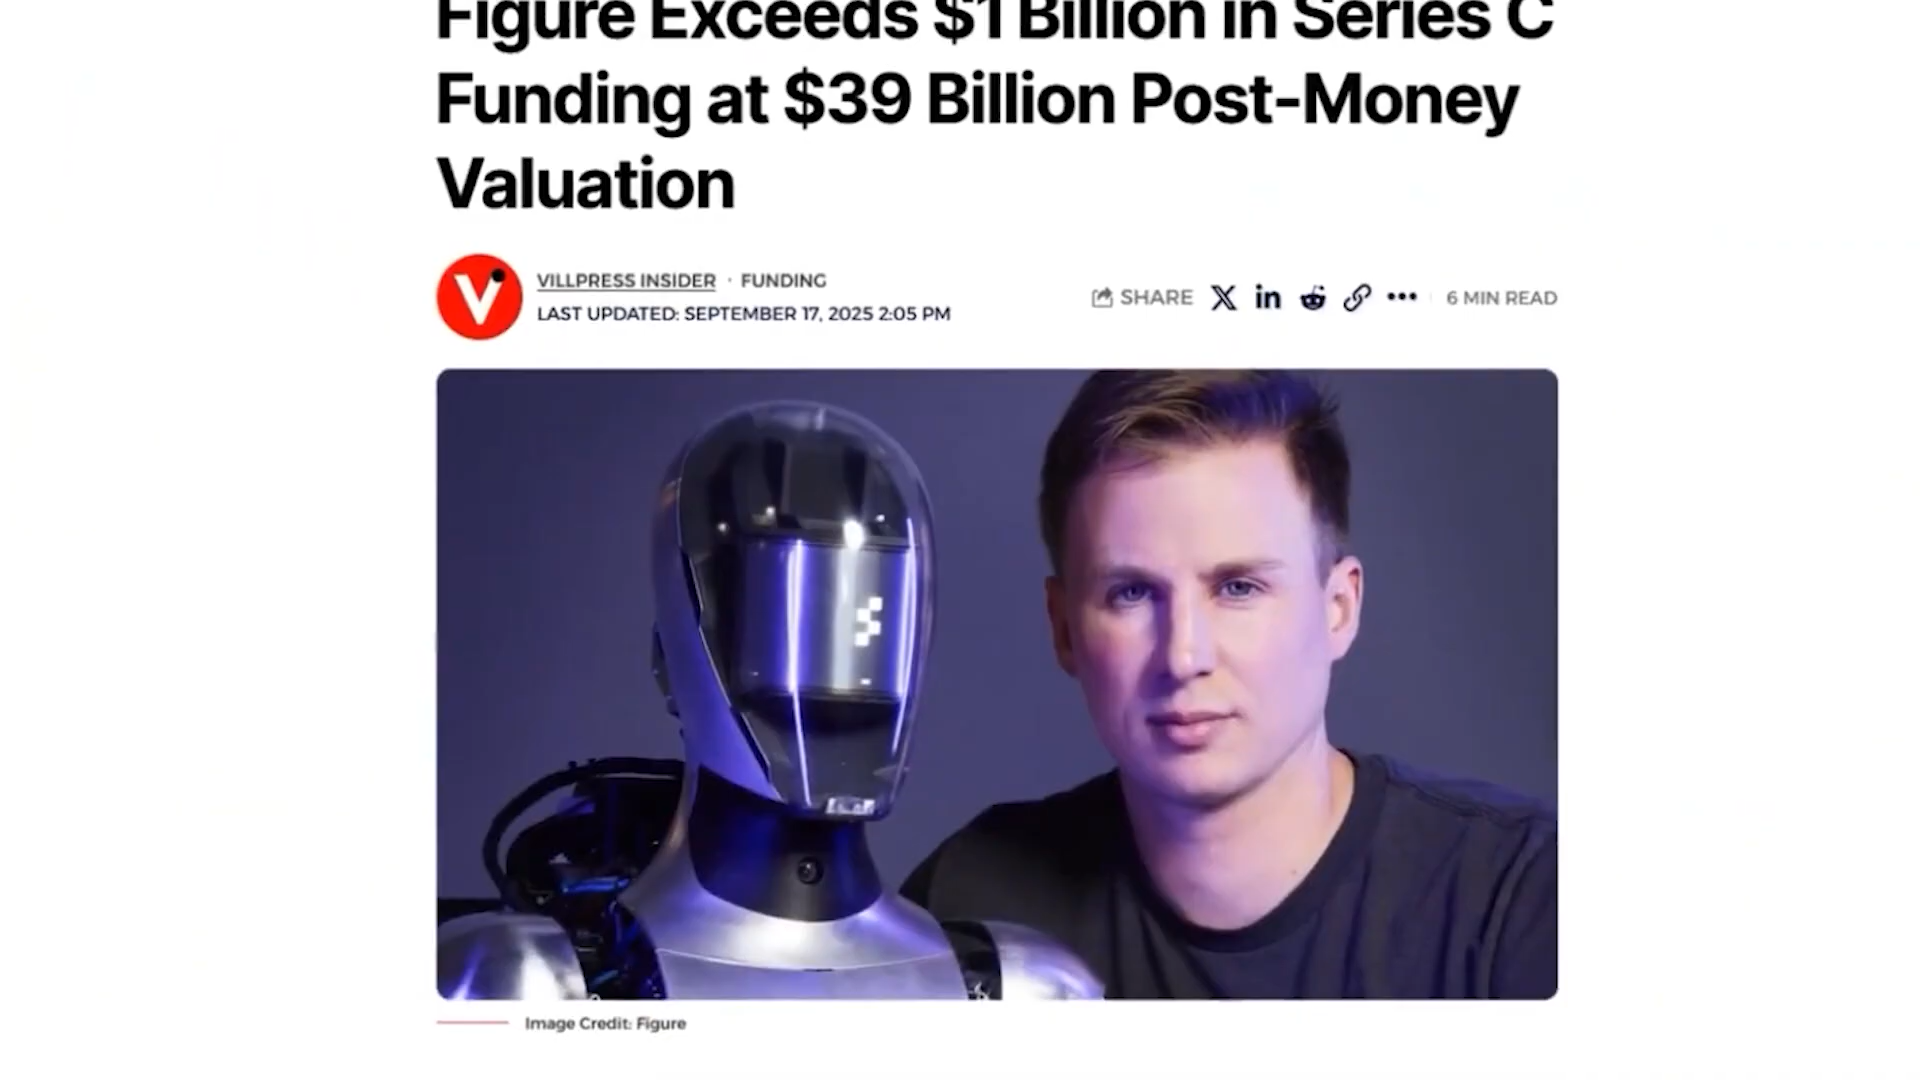 Figure Exceeds $1 Billion in Series C
Funding at $39 Billion Post-Money
Valuation
VILLPRESS INSIDER · FUNDING
LAST UPDATED: SEPTEMBER 17, 2025 2:05 PM
SHARE
6 MIN READ
Image Credit: Figure